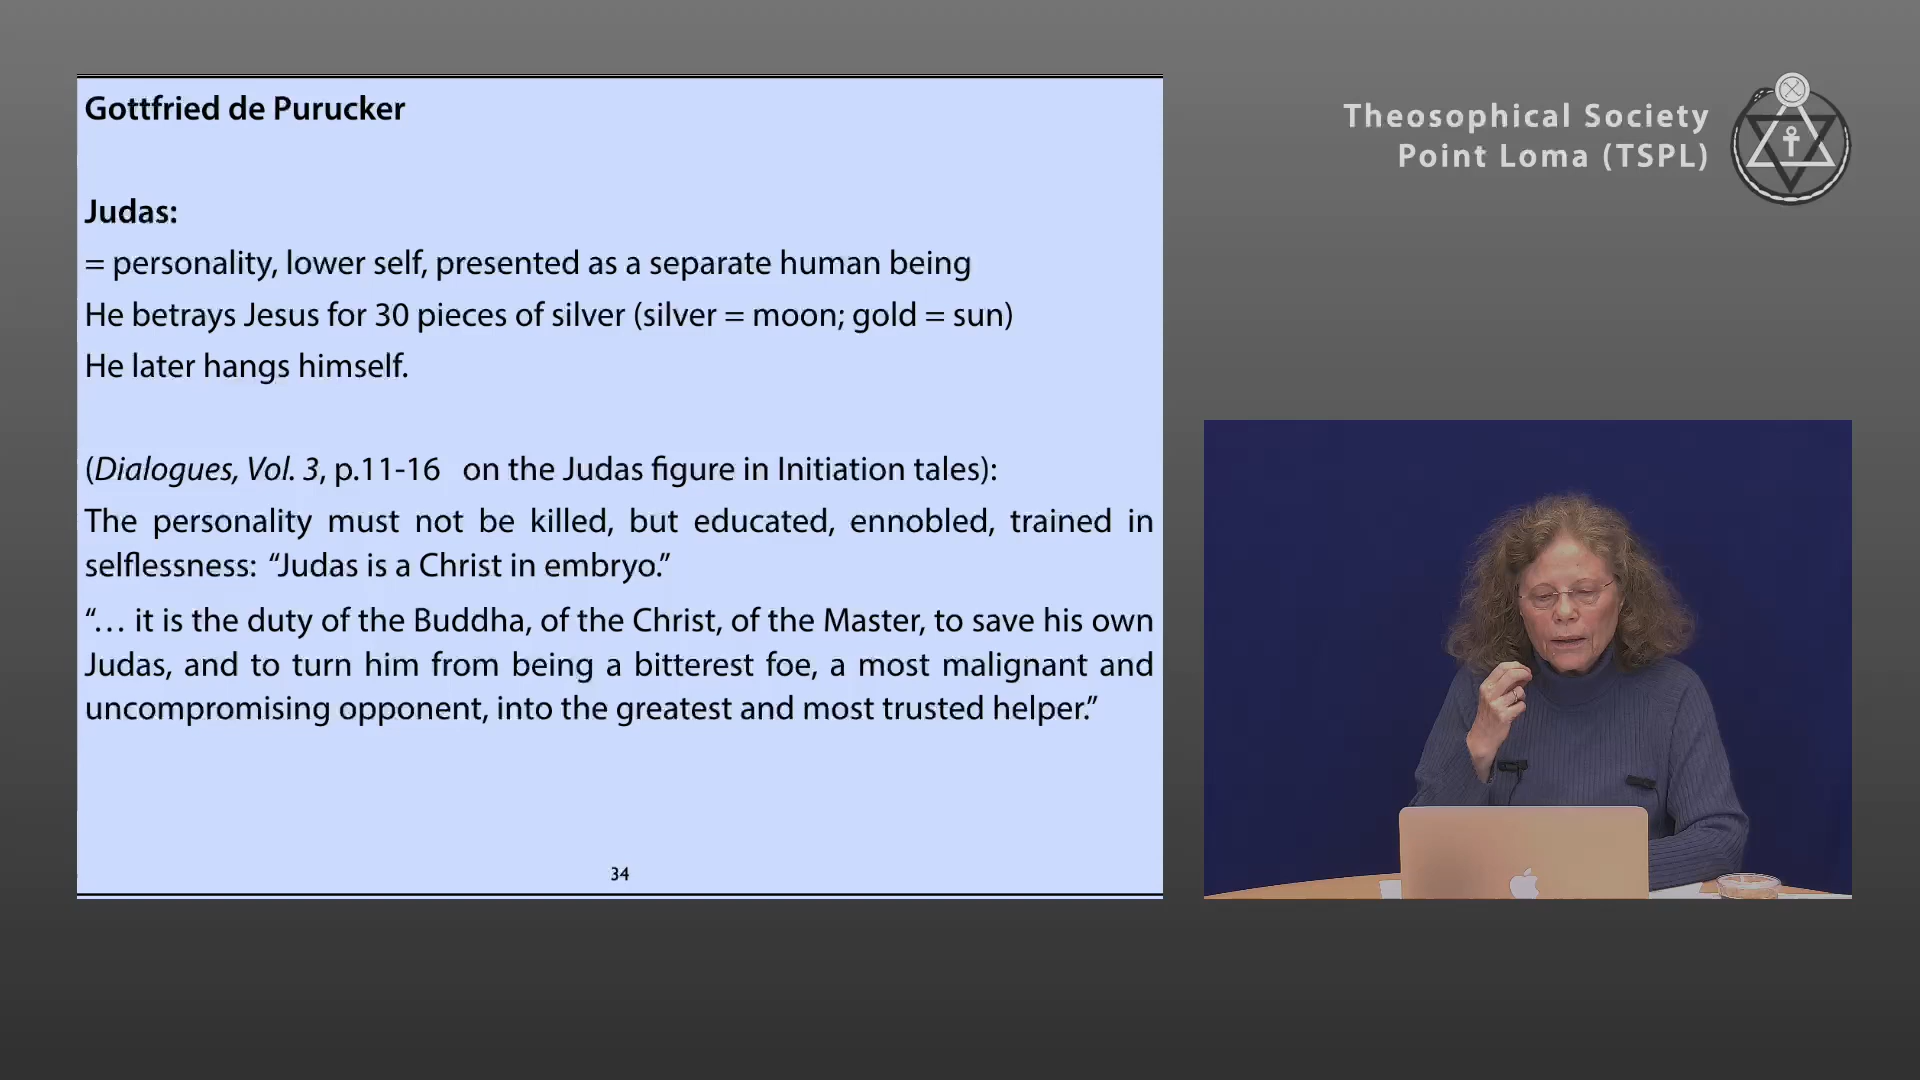 Gottfried de Purucker
Judas:
= personality, lower self, presented as a separate human being
He betrays Jesus for 30 pieces of silver (silver = moon; gold = sun)
He later hangs himself.
(Dialogues, Vol. 3, p.11-16 on the Judas figure in Initiation tales):
The personality must not be killed, but educated, ennobled, trained in
selflessness: “Judas is a Christ in embryo.”
“… it is the duty of the Buddha, of the Christ, of the Master, to save his own
Judas, and to turn him from being a bitterest foe, a most malignant and
uncompromising opponent, into the greatest and most trusted helper.”
34
Theosophical Society
Point Loma (TSPL)